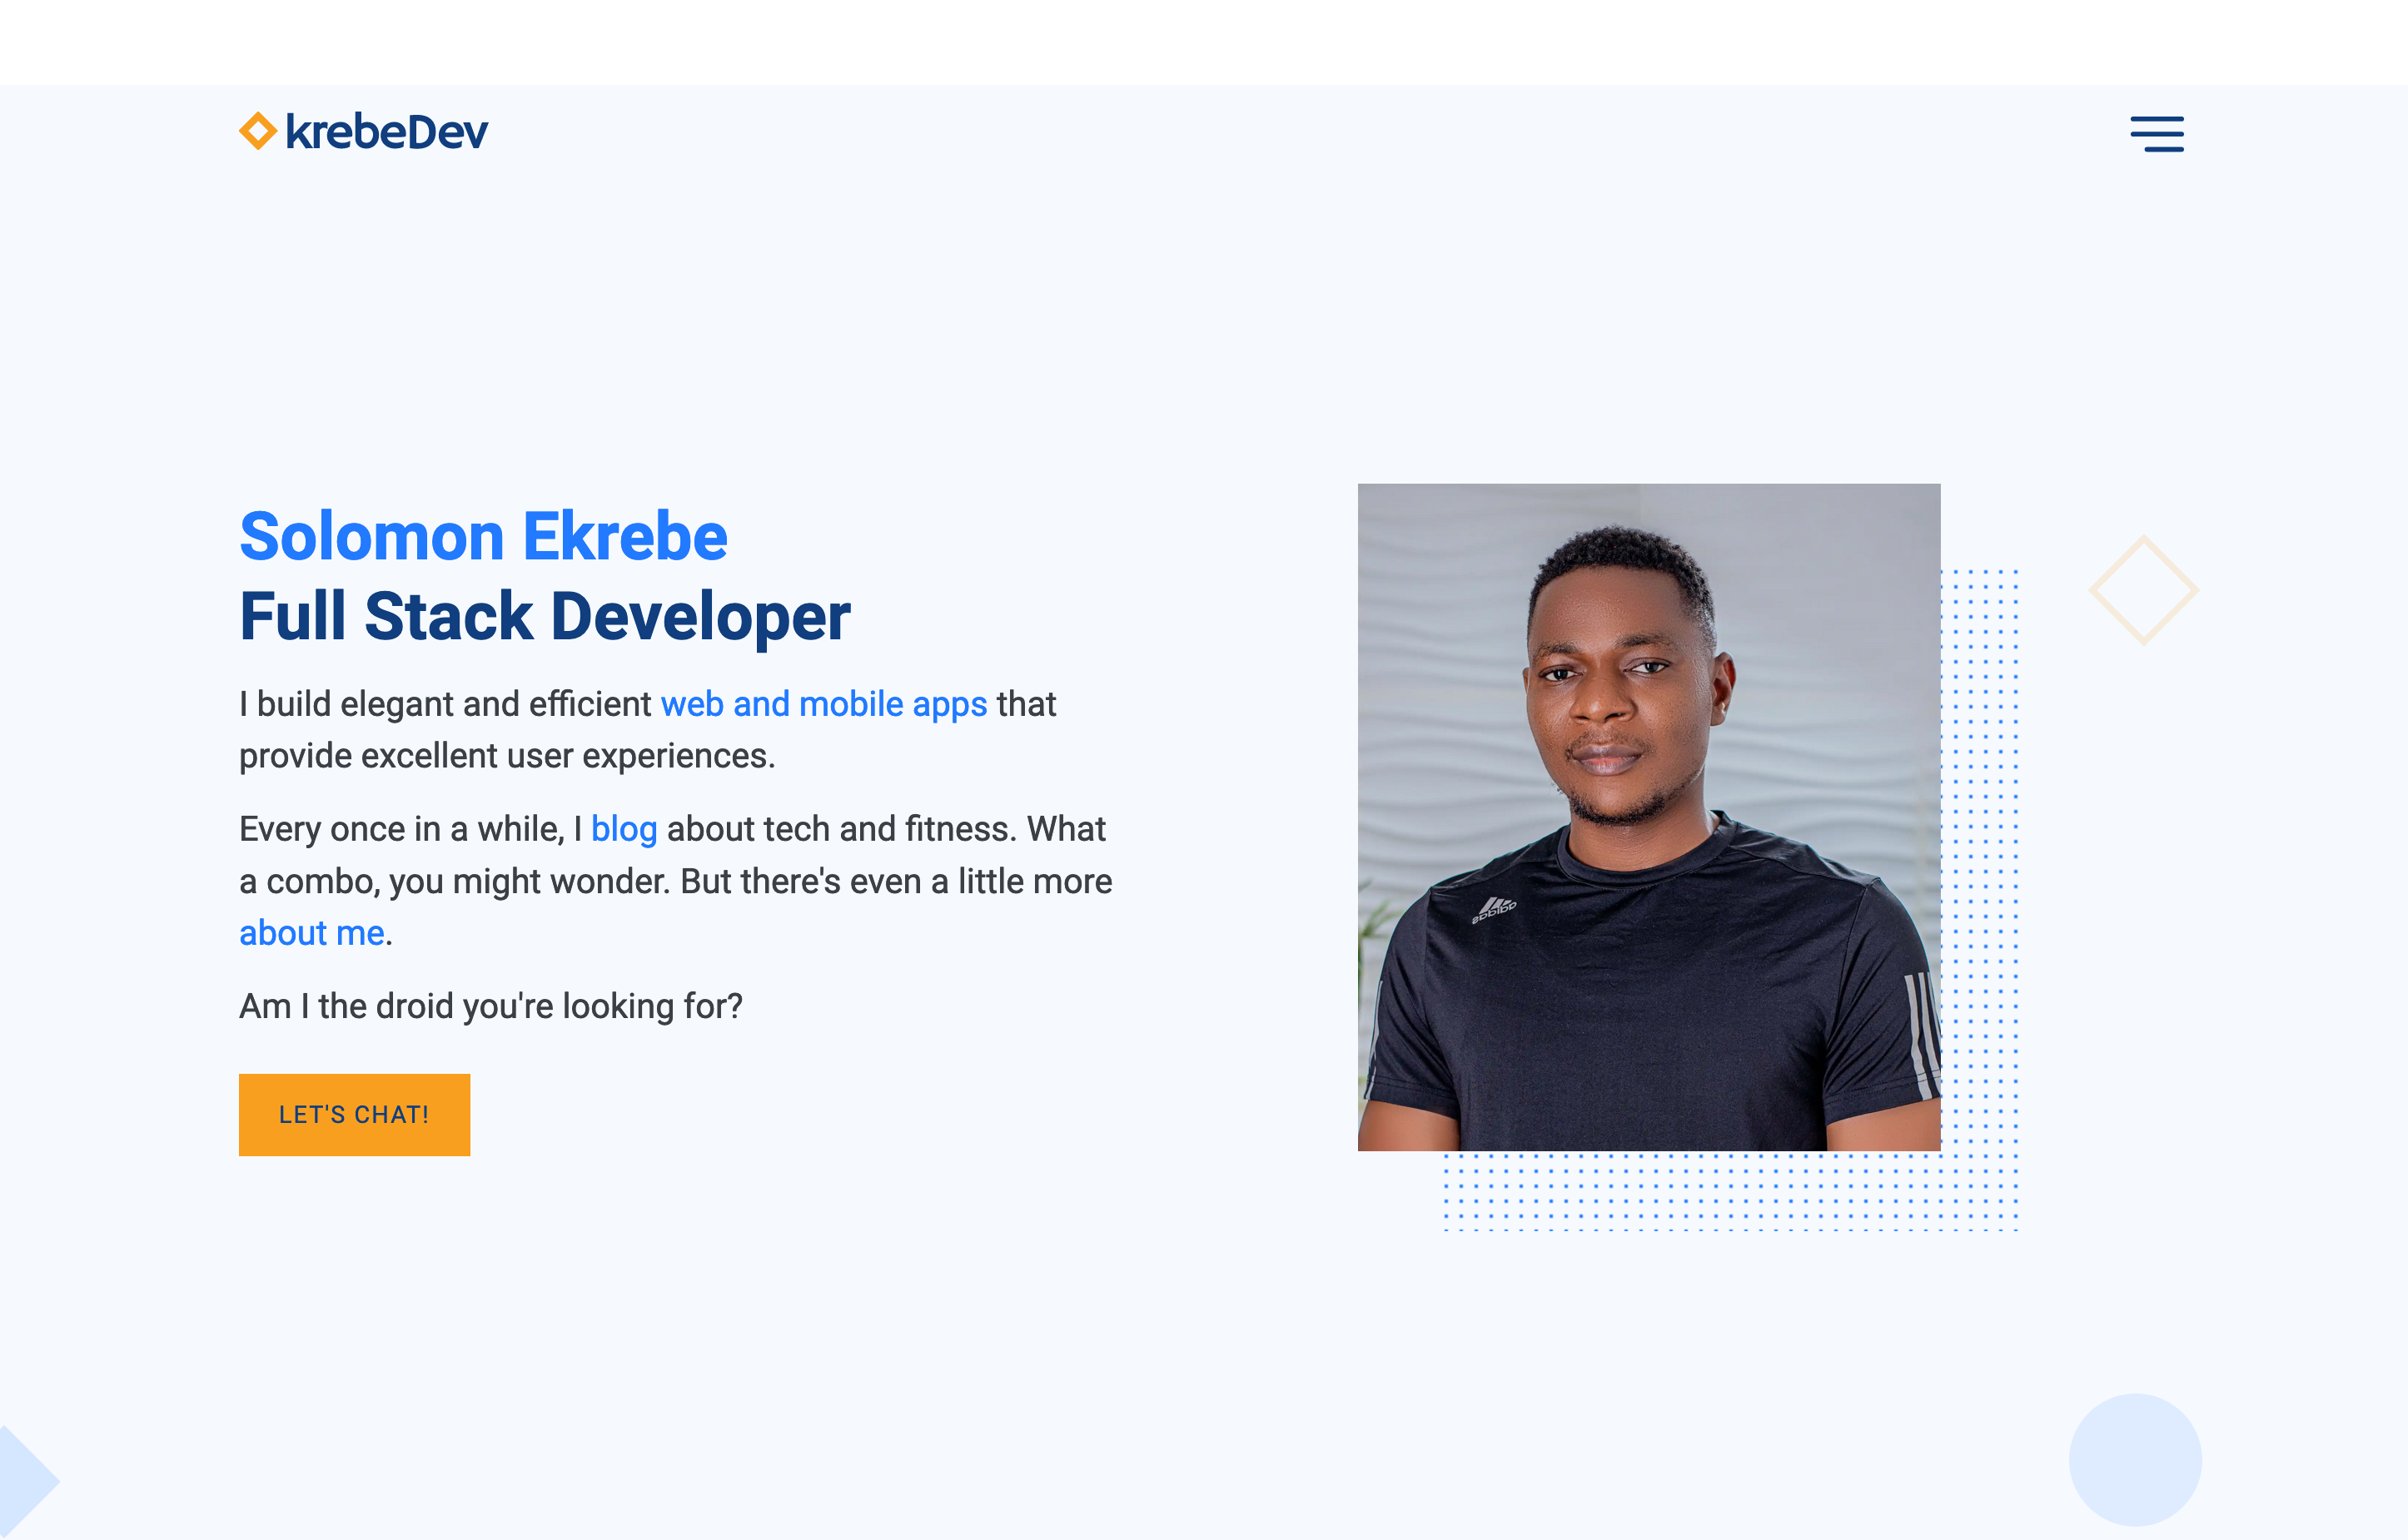 krebeDev
Solomon Ekrebe
Full Stack Developer
I build elegant and efficient web and mobile apps that
provide excellent user experiences.
Every once in a while, I blog about tech and fitness. What
a combo, you might wonder. But there's even a little more
about me.
Am I the droid you're looking for?
adidas
LET'S CHAT!